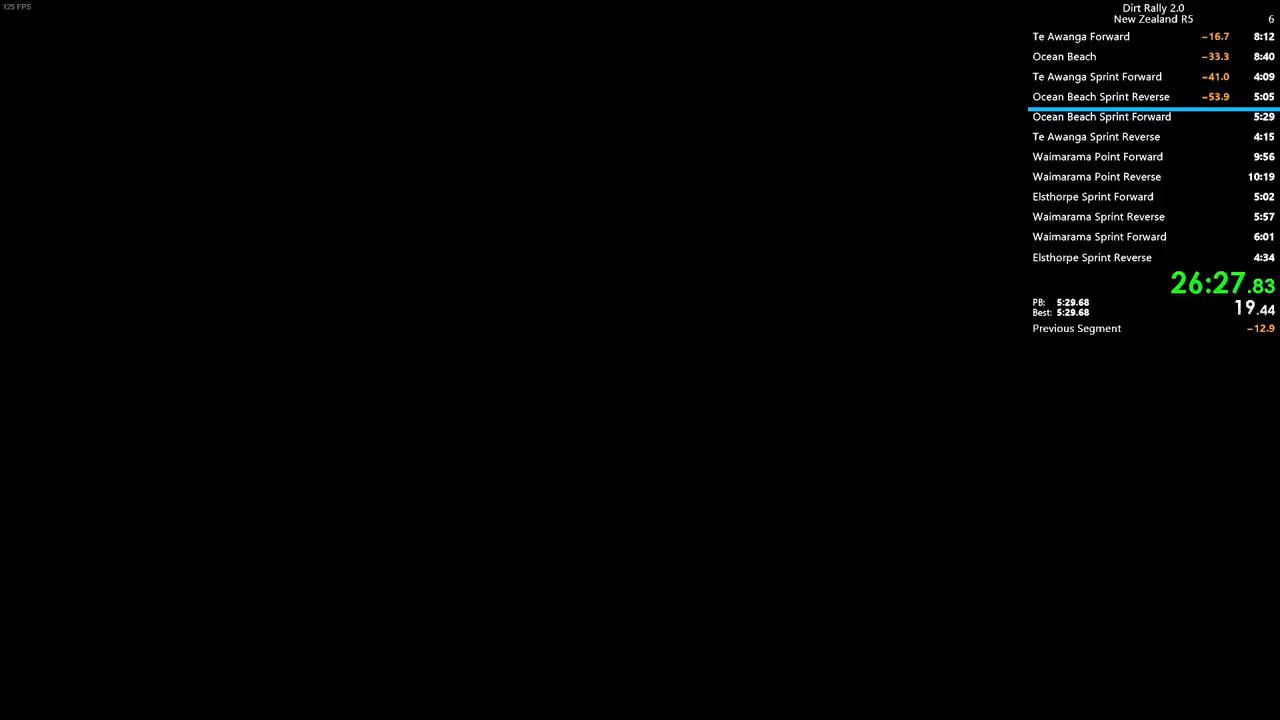 125 FPS
Dirt Rally 2.0
New Zealand R5 6
Te Awanga Forward -16.7 8:12
Ocean Beach -33.3 8:40
Te Awanga Sprint Forward -41.0 4:09
Ocean Beach Sprint Reverse -53.9 5:05
Ocean Beach Sprint Forward 5:29
Te Awanga Sprint Reverse 4:15
Waimarama Point Forward 9:56
Waimarama Point Reverse 10:19
Elsthorpe Sprint Forward 5:02
Waimarama Sprint Reverse 5:57
Waimarama Sprint Forward 6:01
Elsthorpe Sprint Reverse 4:34
26:27.83
PB: 5:29.68
Best: 5:29.68
19.44
Previous Segment -12.9